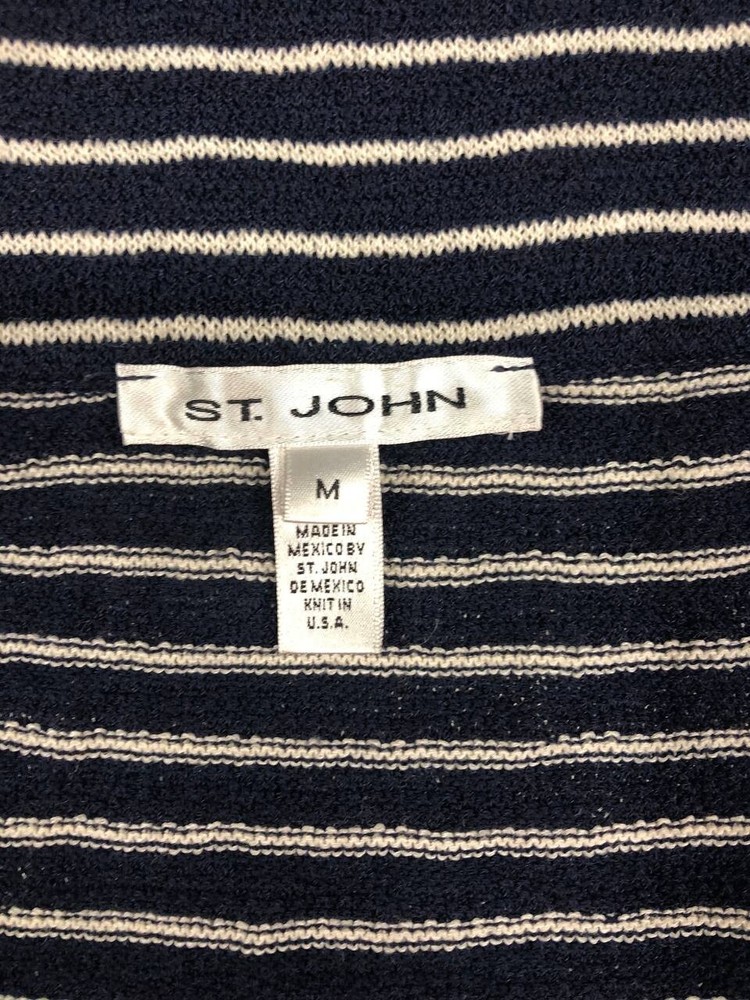 ST. JOHN
M
MADE IN
MEXICO BY
ST. JOHN
DE MEXICO
KNIT IN
U.S.A.